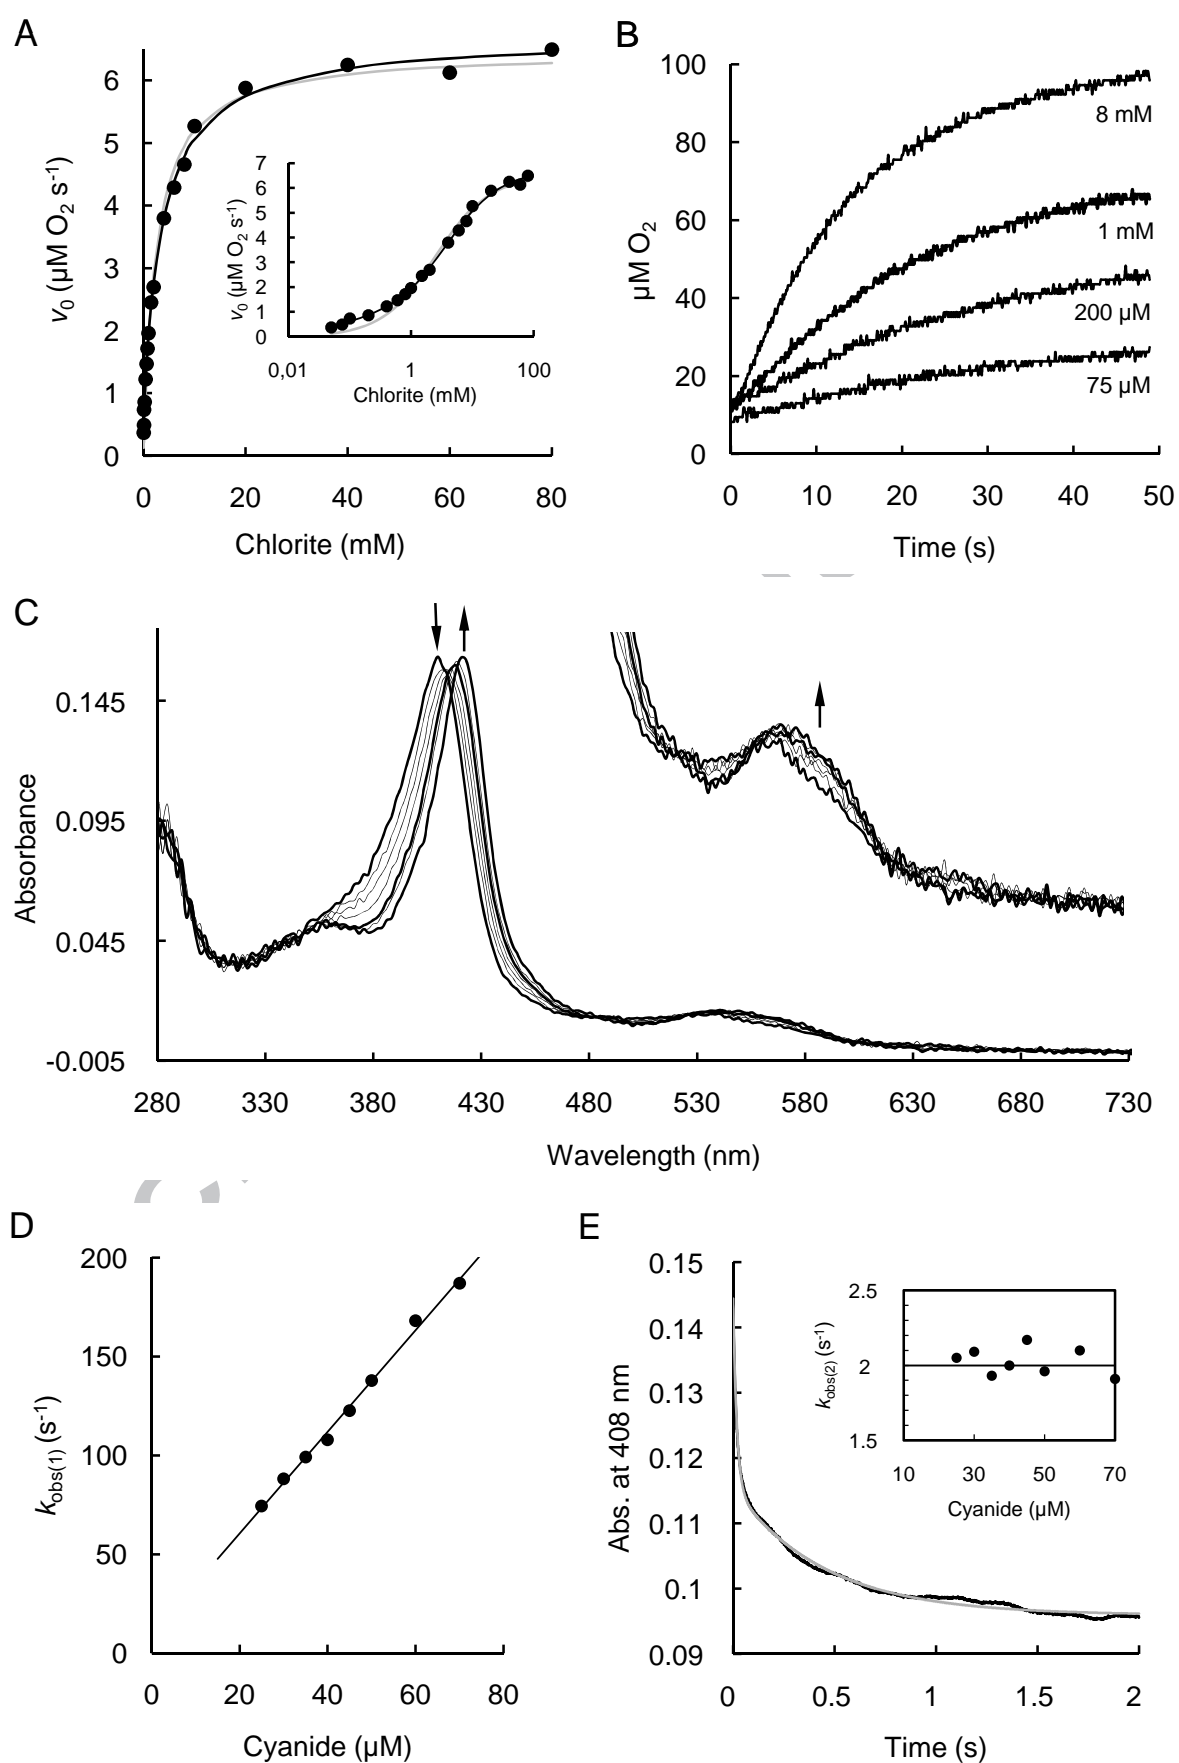 A
v₀ (µM O₂ s⁻¹)
6
5
4
3
2
1
0
0 20 40 60 80
Chlorite (mM)
v₀ (µM O₂ s⁻¹)
7
6
5
4
3
2
1
0
0,01 1 100
Chlorite (mM)
B
µM O₂
100
80
60
40
20
0
8 mM
1 mM
200 µM
75 µM
0 10 20 30 40 50
Time (s)
C
Absorbance
0.145
0.095
0.045
-0.005
280 330 380 430 480 530 580 630 680 730
Wavelength (nm)
D
k_obs(1) (s⁻¹)
200
150
100
50
0
0 20 40 60 80
Cyanide (µM)
E
Abs. at 408 nm
0.15
0.14
0.13
0.12
0.11
0.1
0.09
0 0.5 1 1.5 2
Time (s)
k_obs(2) (s⁻¹)
2.5
2
1.5
10 30 50 70
Cyanide (µM)